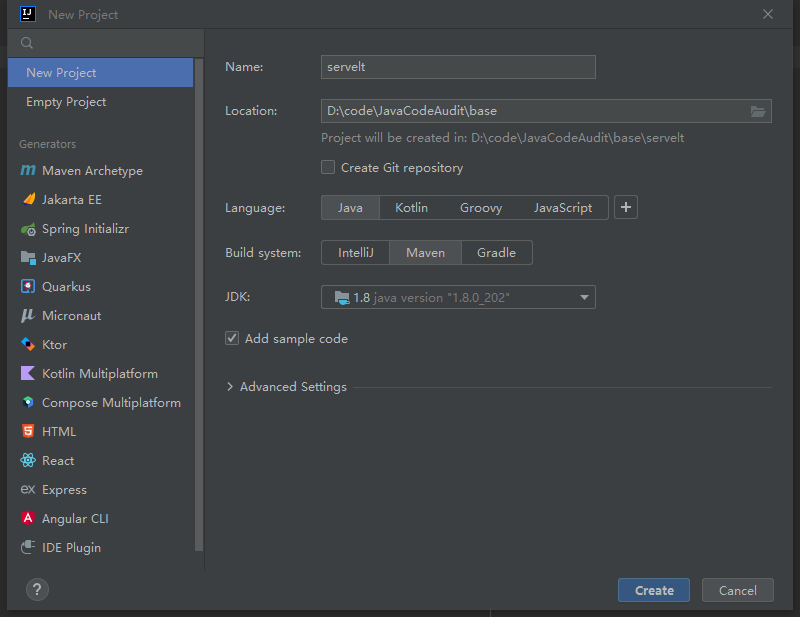 New Project
New Project
Empty Project
Generators
Maven Archetype
Jakarta EE
Spring Initializr
JavaFX
Quarkus
Micronaut
Ktor
Kotlin Multiplatform
Compose Multiplatform
HTML
React
Express
Angular CLI
IDE Plugin
Name:
servelt
Location:
D:\code\JavaCodeAudit\base
Project will be created in: D:\code\JavaCodeAudit\base\servelt
Create Git repository
Language:
Java Kotlin Groovy JavaScript +
Build system:
IntelliJ Maven Gradle
JDK:
1.8 java version "1.8.0_202"
Add sample code
Advanced Settings
?
Create Cancel